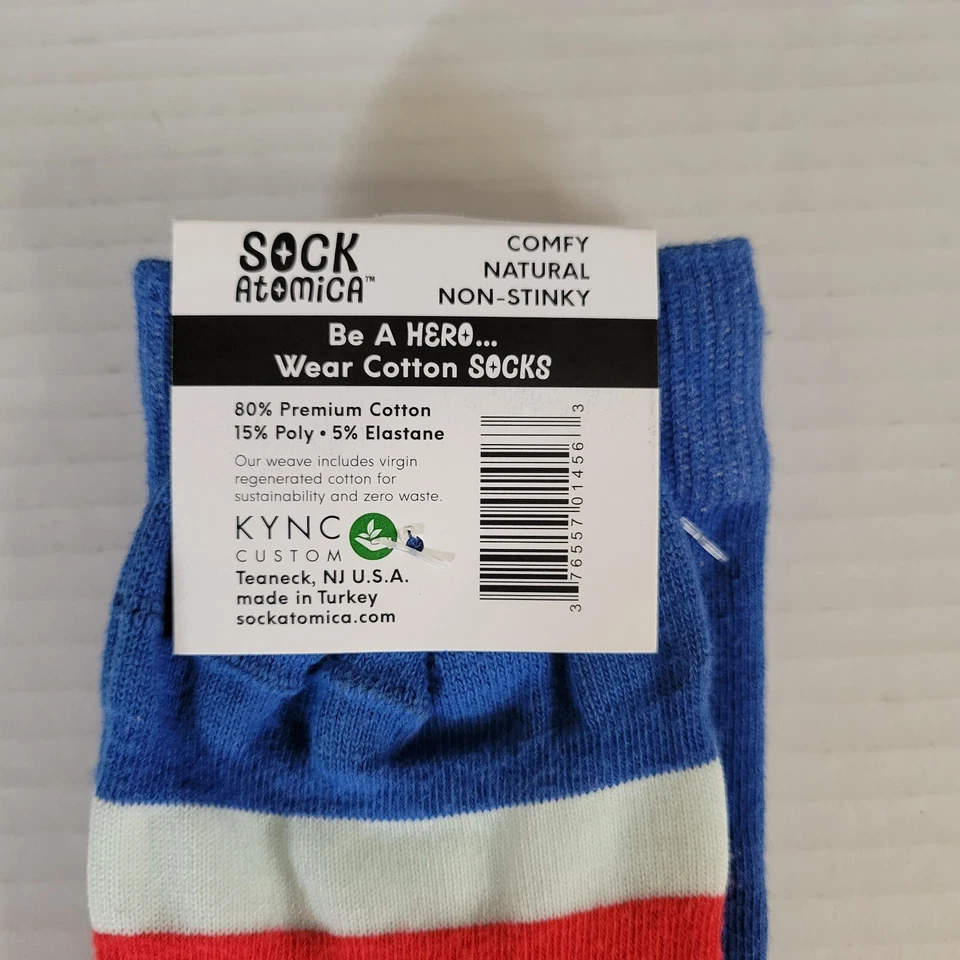 SOCK
AtOMiCA™
COMFY
NATURAL
NON-STINKY
Be A HERO...
Wear Cotton SOCKS
80% Premium Cotton
15% Poly • 5% Elastane
Our weave includes virgin
regenerated cotton for
sustainability and zero waste.
KYNC
CUSTOM
Teaneck, NJ U.S.A.
made in Turkey
sockatomica.com
3 76557 01456 3